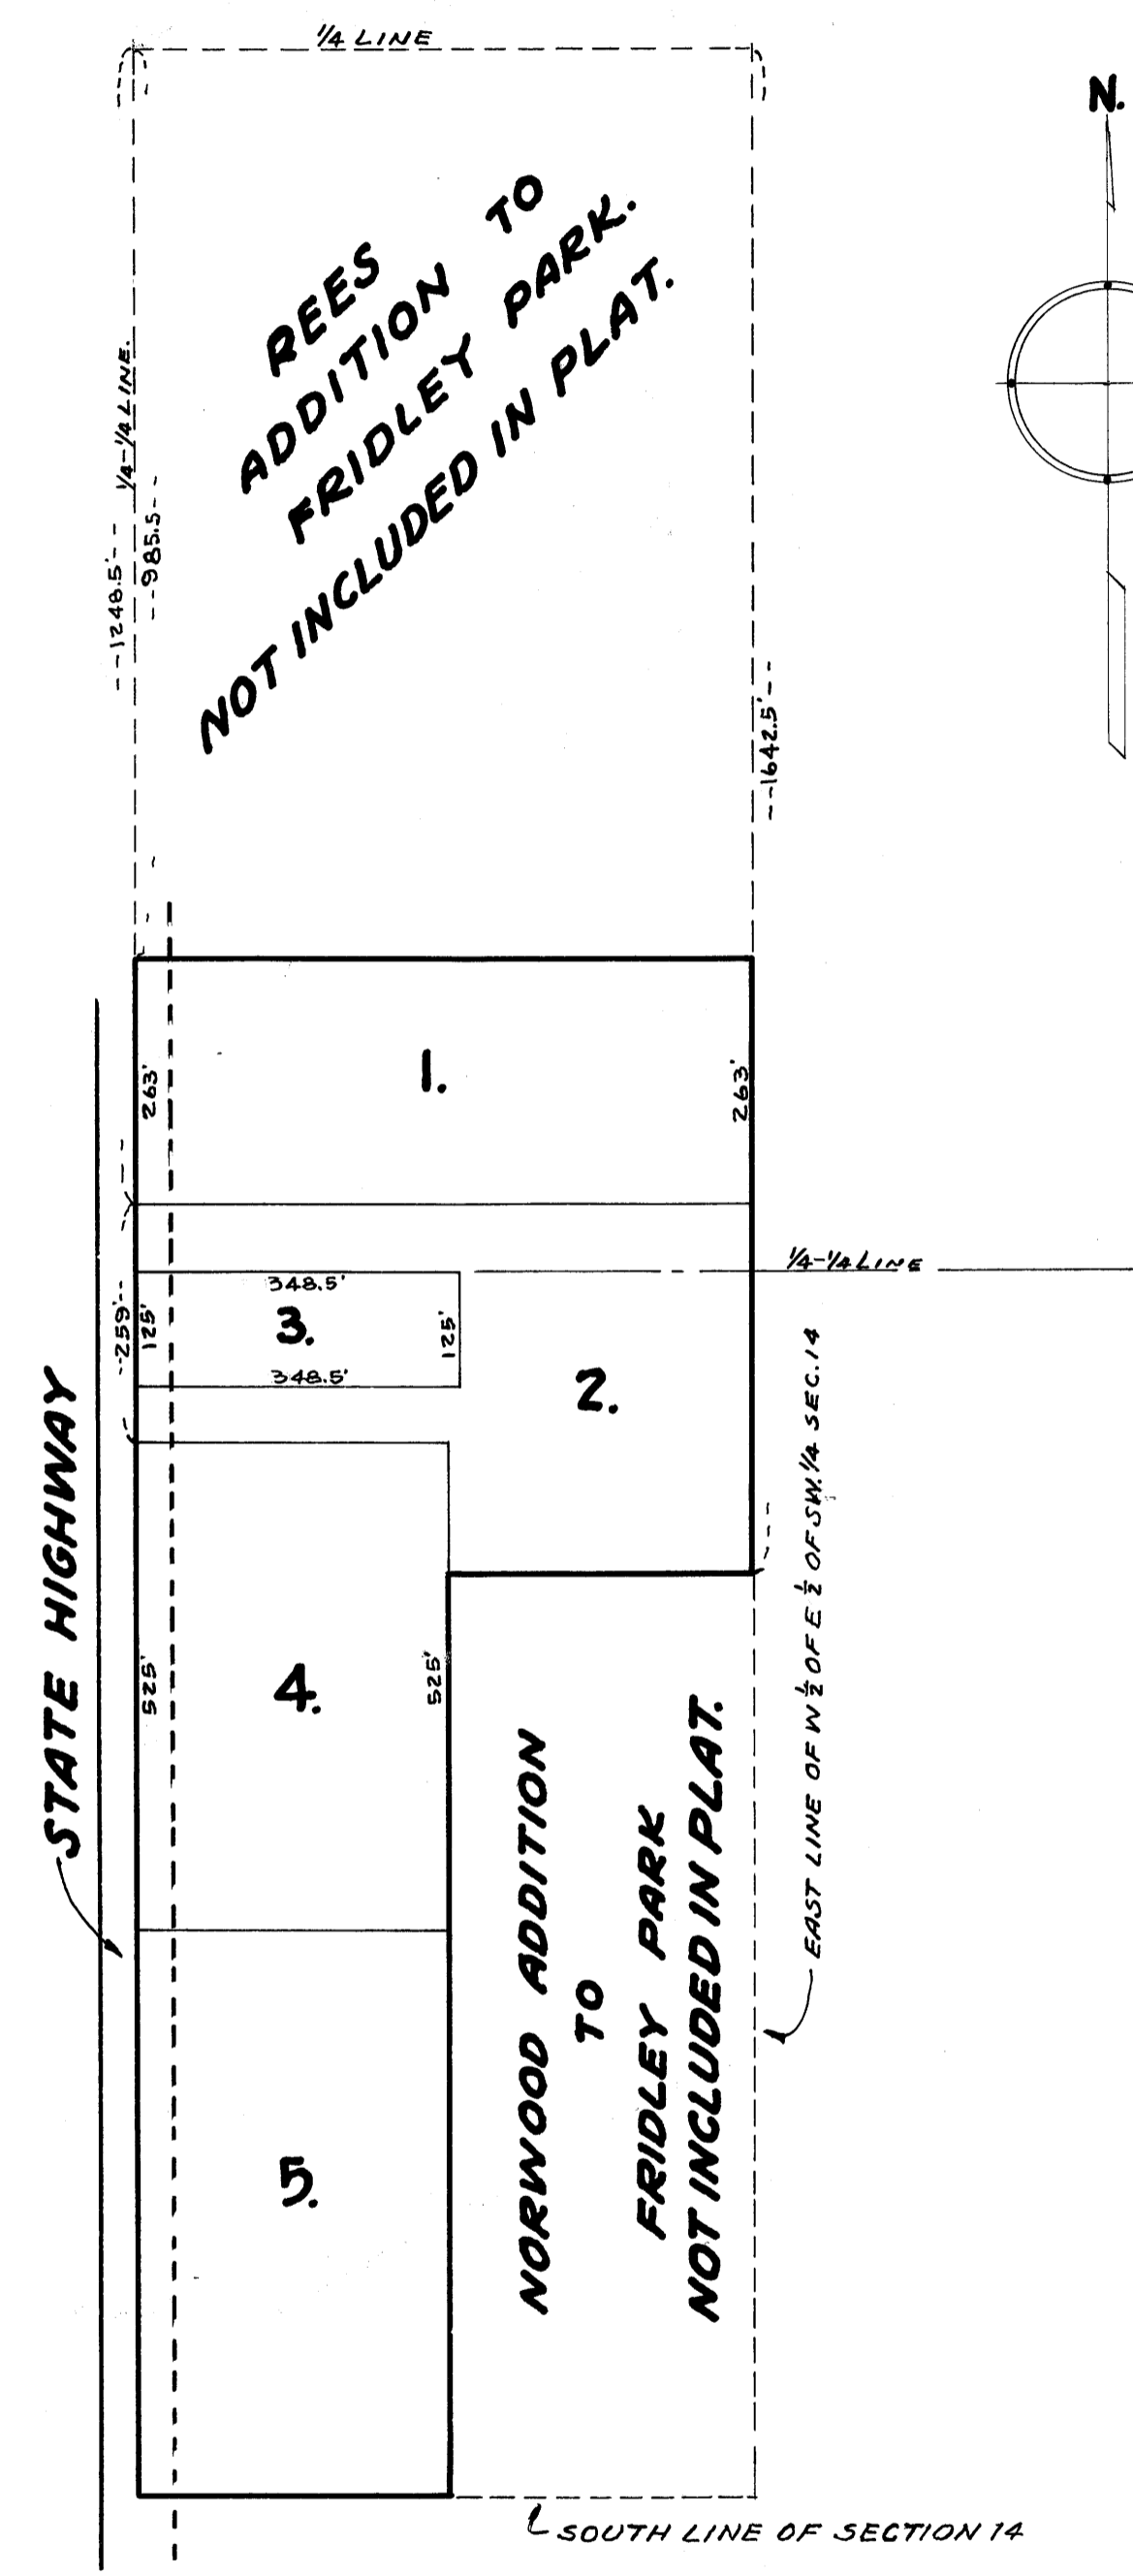 1/4 LINE
N.
REES
ADDITION TO
FRIDLEY PARK.
NOT INCLUDED IN PLAT.
1/4-1/4 LINE.
--1248.5'--
--985.5--
--1642.5'--
1.
263'
263'
1/4-1/4 LINE
348.5'
3.
125'
125'
348.5'
--259'--
2.
STATE HIGHWAY
EAST LINE OF W 1/2 OF E 1/2 OF SW. 1/4 SEC. 14
4.
525'
525'
NORWOOD ADDITION
TO
FRIDLEY PARK
NOT INCLUDED IN PLAT.
5.
SOUTH LINE OF SECTION 14